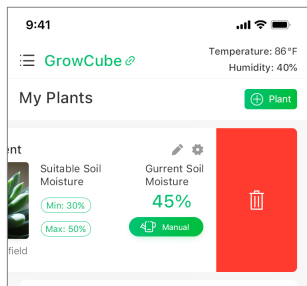 9:41
Temperature: 86°F
GrowCube
Humidity: 40%
My Plants
Plant
ent
Suitable Soil
Moisture
Gurrent Soil
Moisture
Min: 30%
45%
Max: 50%
Manual
field